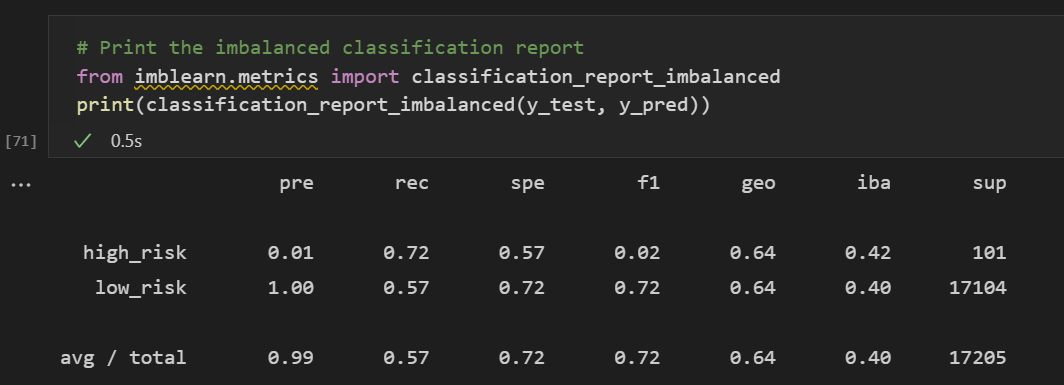 # Print the imbalanced classification report
from imblearn.metrics import classification_report_imbalanced
print(classification_report_imbalanced(y_test, y_pred))
[71] ✓ 0.5s
... pre rec spe f1 geo iba sup
high_risk 0.01 0.72 0.57 0.02 0.64 0.42 101
low_risk 1.00 0.57 0.72 0.72 0.64 0.40 17104
avg / total 0.99 0.57 0.72 0.72 0.64 0.40 17205